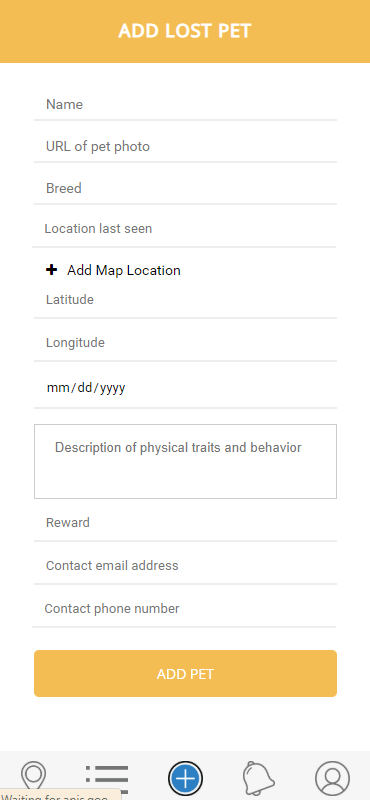 ADD LOST PET
Name
URL of pet photo
Breed
Location last seen
Add Map Location
Latitude
Longitude
mm/dd/yyyy
Description of physical traits and behavior
Reward
Contact email address
Contact phone number
ADD PET
Waiting for apis.goo